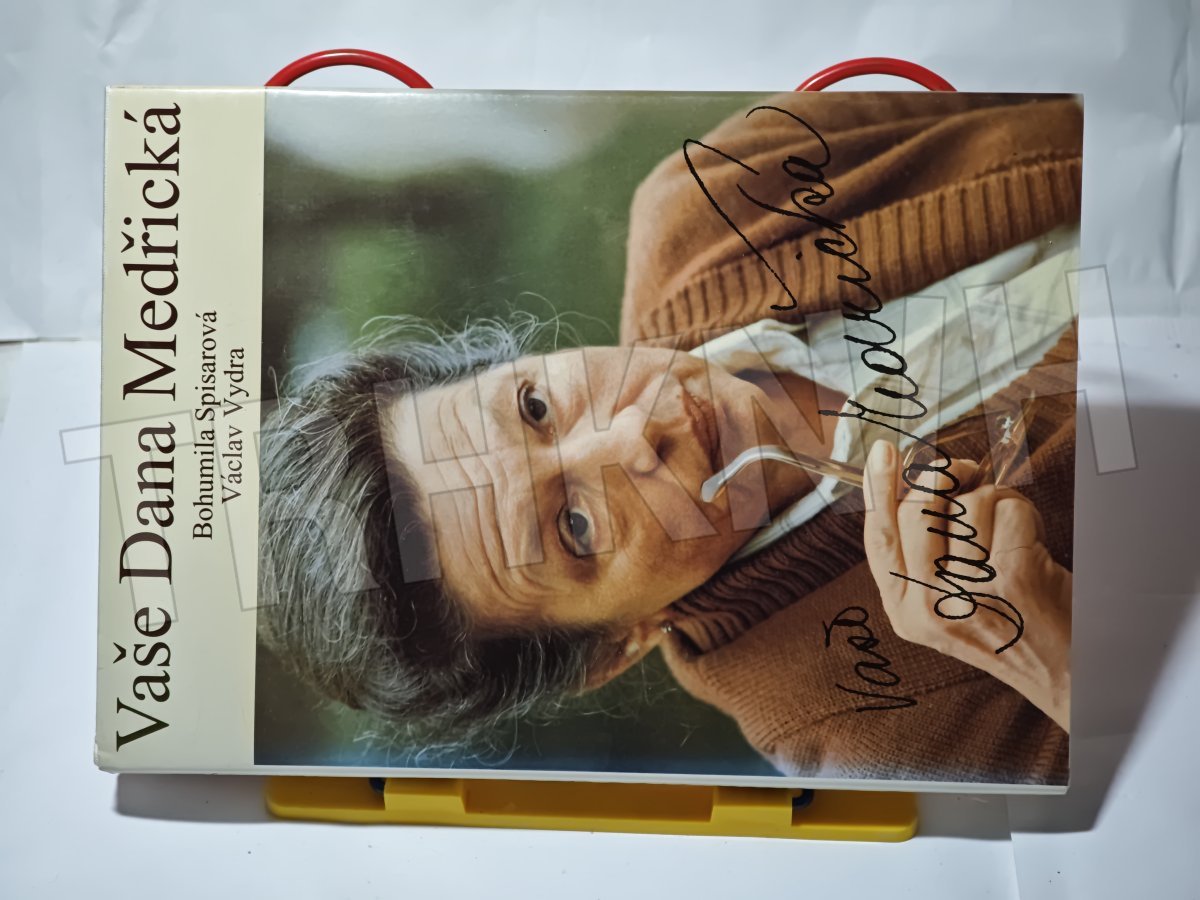 Vaše Dana Medřická
Bohumila Spisarová
Václav Vydra
Vaše
Dana Medřická